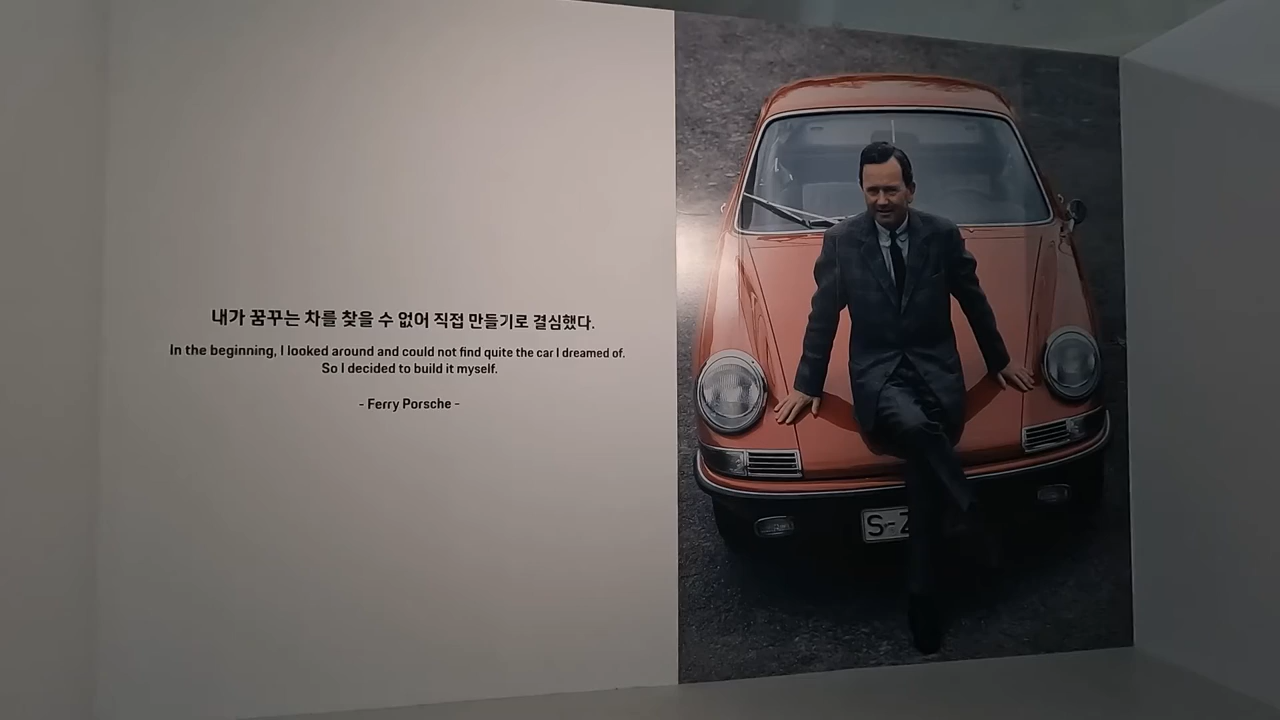 내가 꿈꾸는 차를 찾을 수 없어 직접 만들기로 결심했다.
In the beginning, I looked around and could not find quite the car I dreamed of.
So I decided to build it myself.
- Ferry Porsche -
S-Z